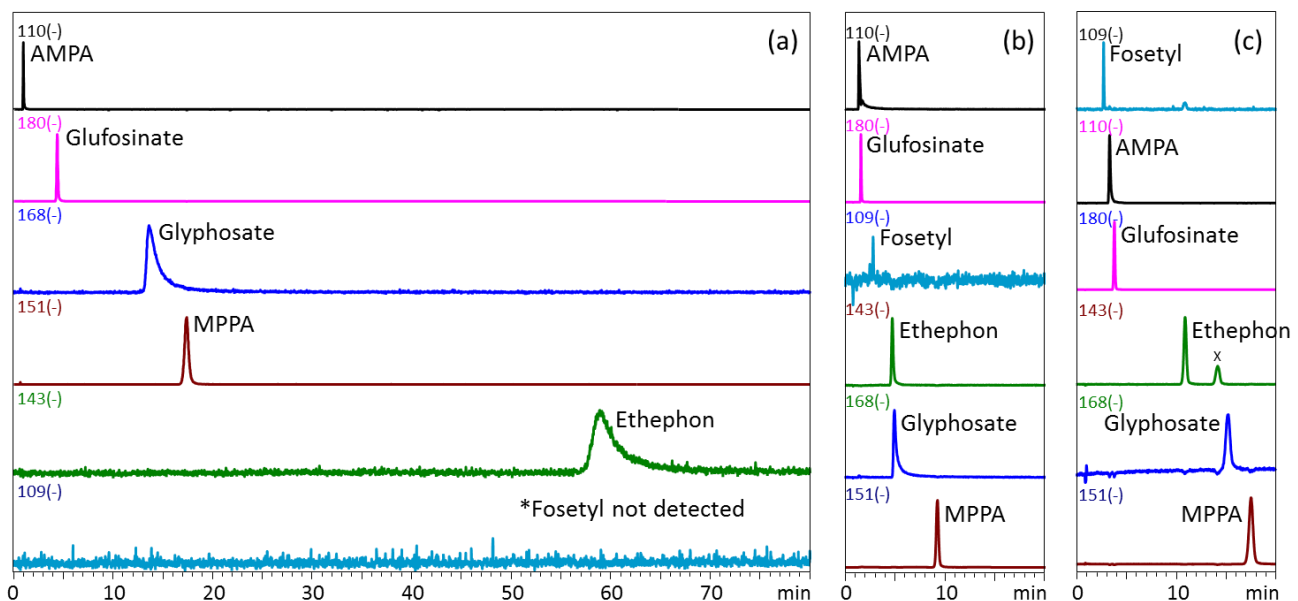 (a)
110(-)
AMPA
180(-)
Glufosinate
168(-)
Glyphosate
151(-)
MPPA
143(-)
Ethephon
109(-)
*Fosetyl not detected
0 10 20 30 40 50 60 70 min
(b)
110(-)
AMPA
180(-)
Glufosinate
109(-)
Fosetyl
143(-)
Ethephon
168(-)
Glyphosate
151(-)
MPPA
10 min
(c)
109(-)
Fosetyl
110(-)
AMPA
180(-)
Glufosinate
143(-)
Ethephon
x
168(-)
Glyphosate
151(-)
MPPA
10 min